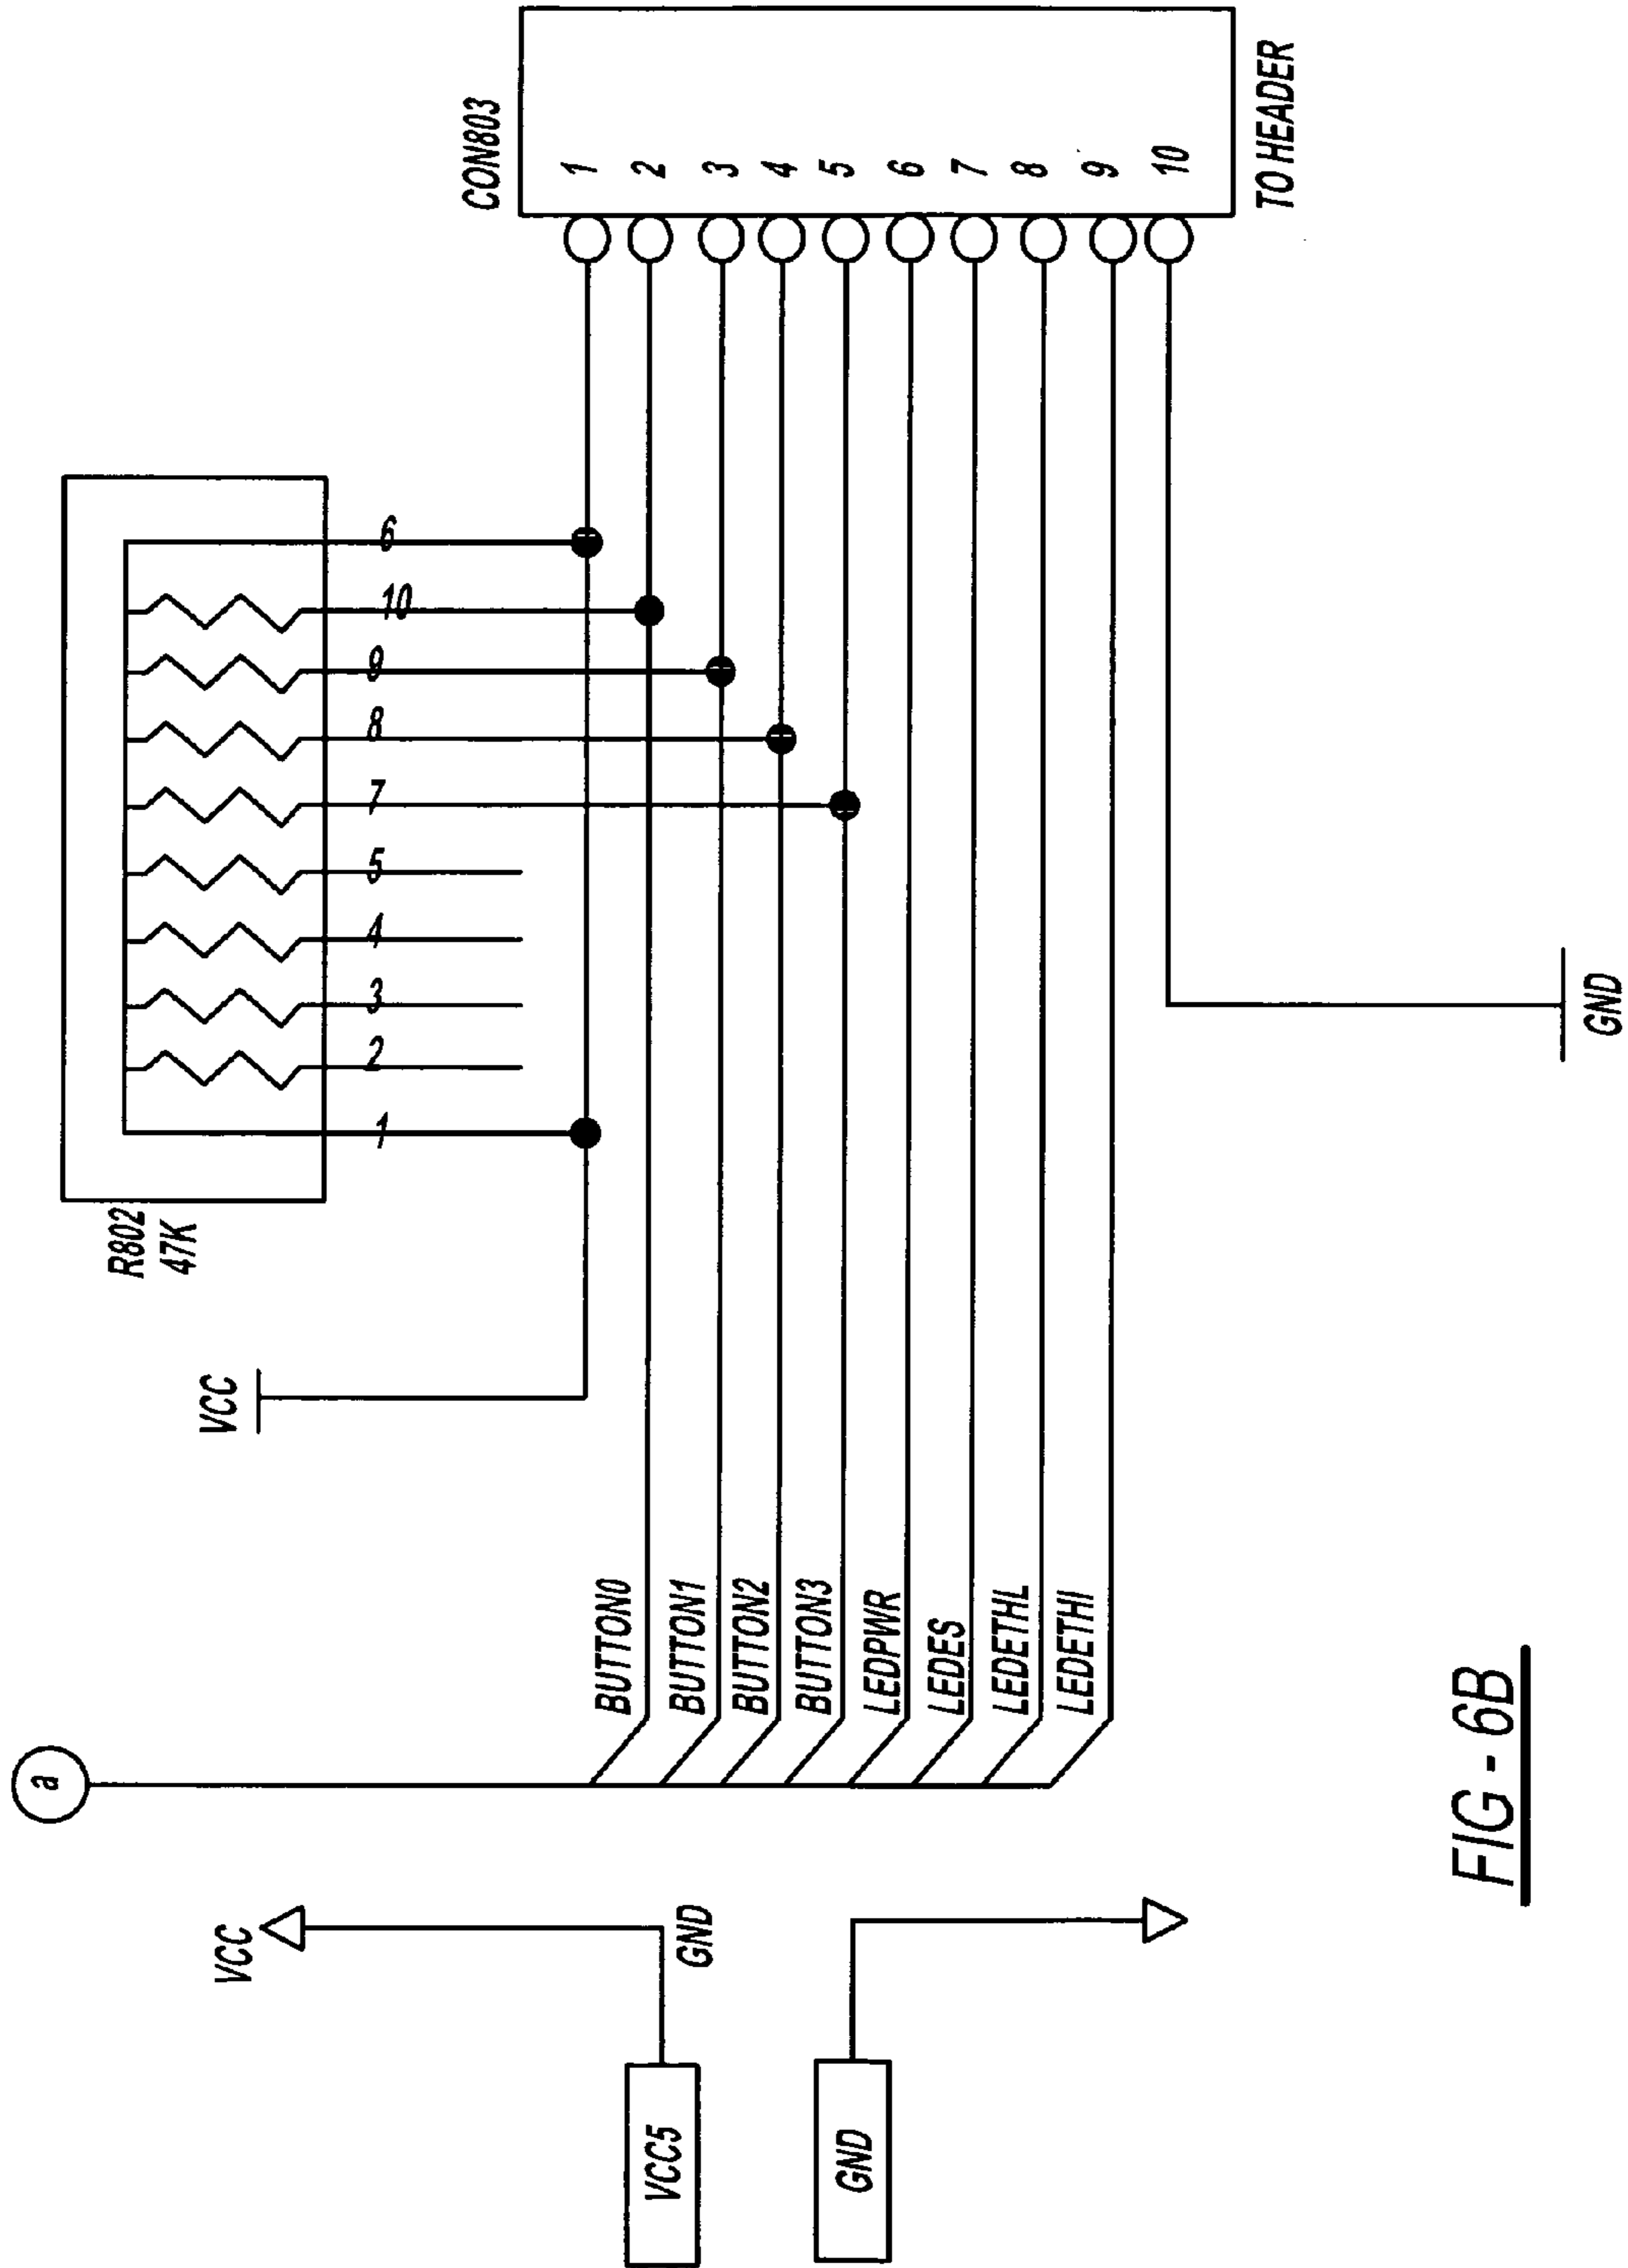 R802
47K
1
2
3
4
5
7
8
9
10
6
VCC
CON803
1
2
3
4
5
6
7
8
9
10
TO HEADER
a
BUTTON0
BUTTON1
BUTTON2
BUTTON3
LEDPWR
LEDES
LEDETHL
LEDETHI
GND
VCC
VCC5
GND
GND
FIG - 6B